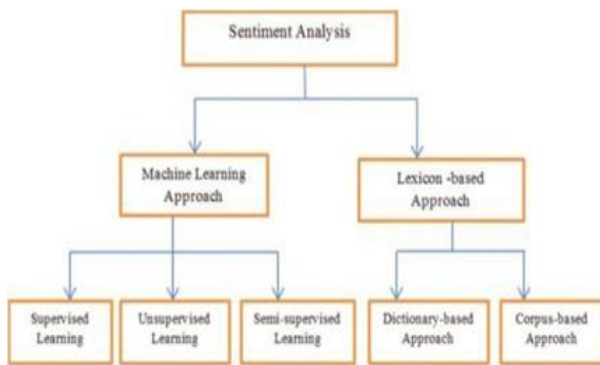 Sentiment Analysis
Machine Learning
Approach
Lexicon -based
Approach
Supervised
Learning
Unsupervised
Learning
Semi-supervised
Learning
Dictionary-based
Approach
Corpus-based
Approach